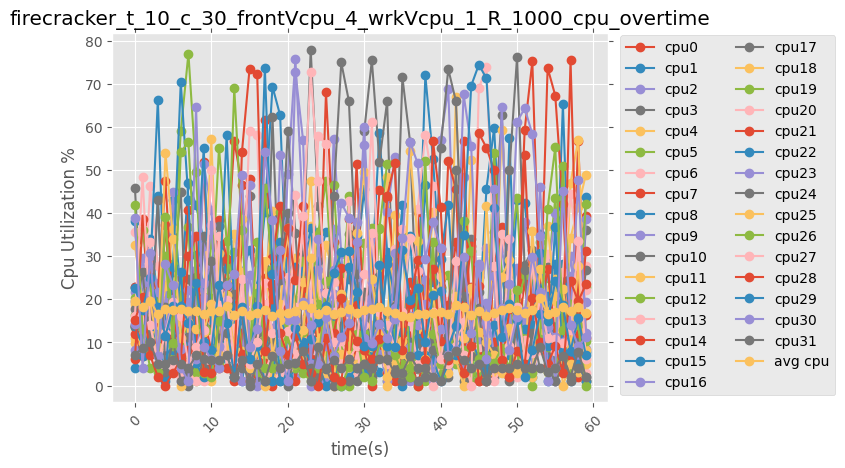 firecracker_t_10_c_30_frontVcpu_4_wrkVcpu_1_R_1000_cpu_overtime
80
70
60
50
40
30
20
10
0
Cpu Utilization %
0
10
20
30
40
50
60
time(s)
cpu0
cpu1
cpu2
cpu3
cpu4
cpu5
cpu6
cpu7
cpu8
cpu9
cpu10
cpu11
cpu12
cpu13
cpu14
cpu15
cpu16
cpu17
cpu18
cpu19
cpu20
cpu21
cpu22
cpu23
cpu24
cpu25
cpu26
cpu27
cpu28
cpu29
cpu30
cpu31
avg cpu